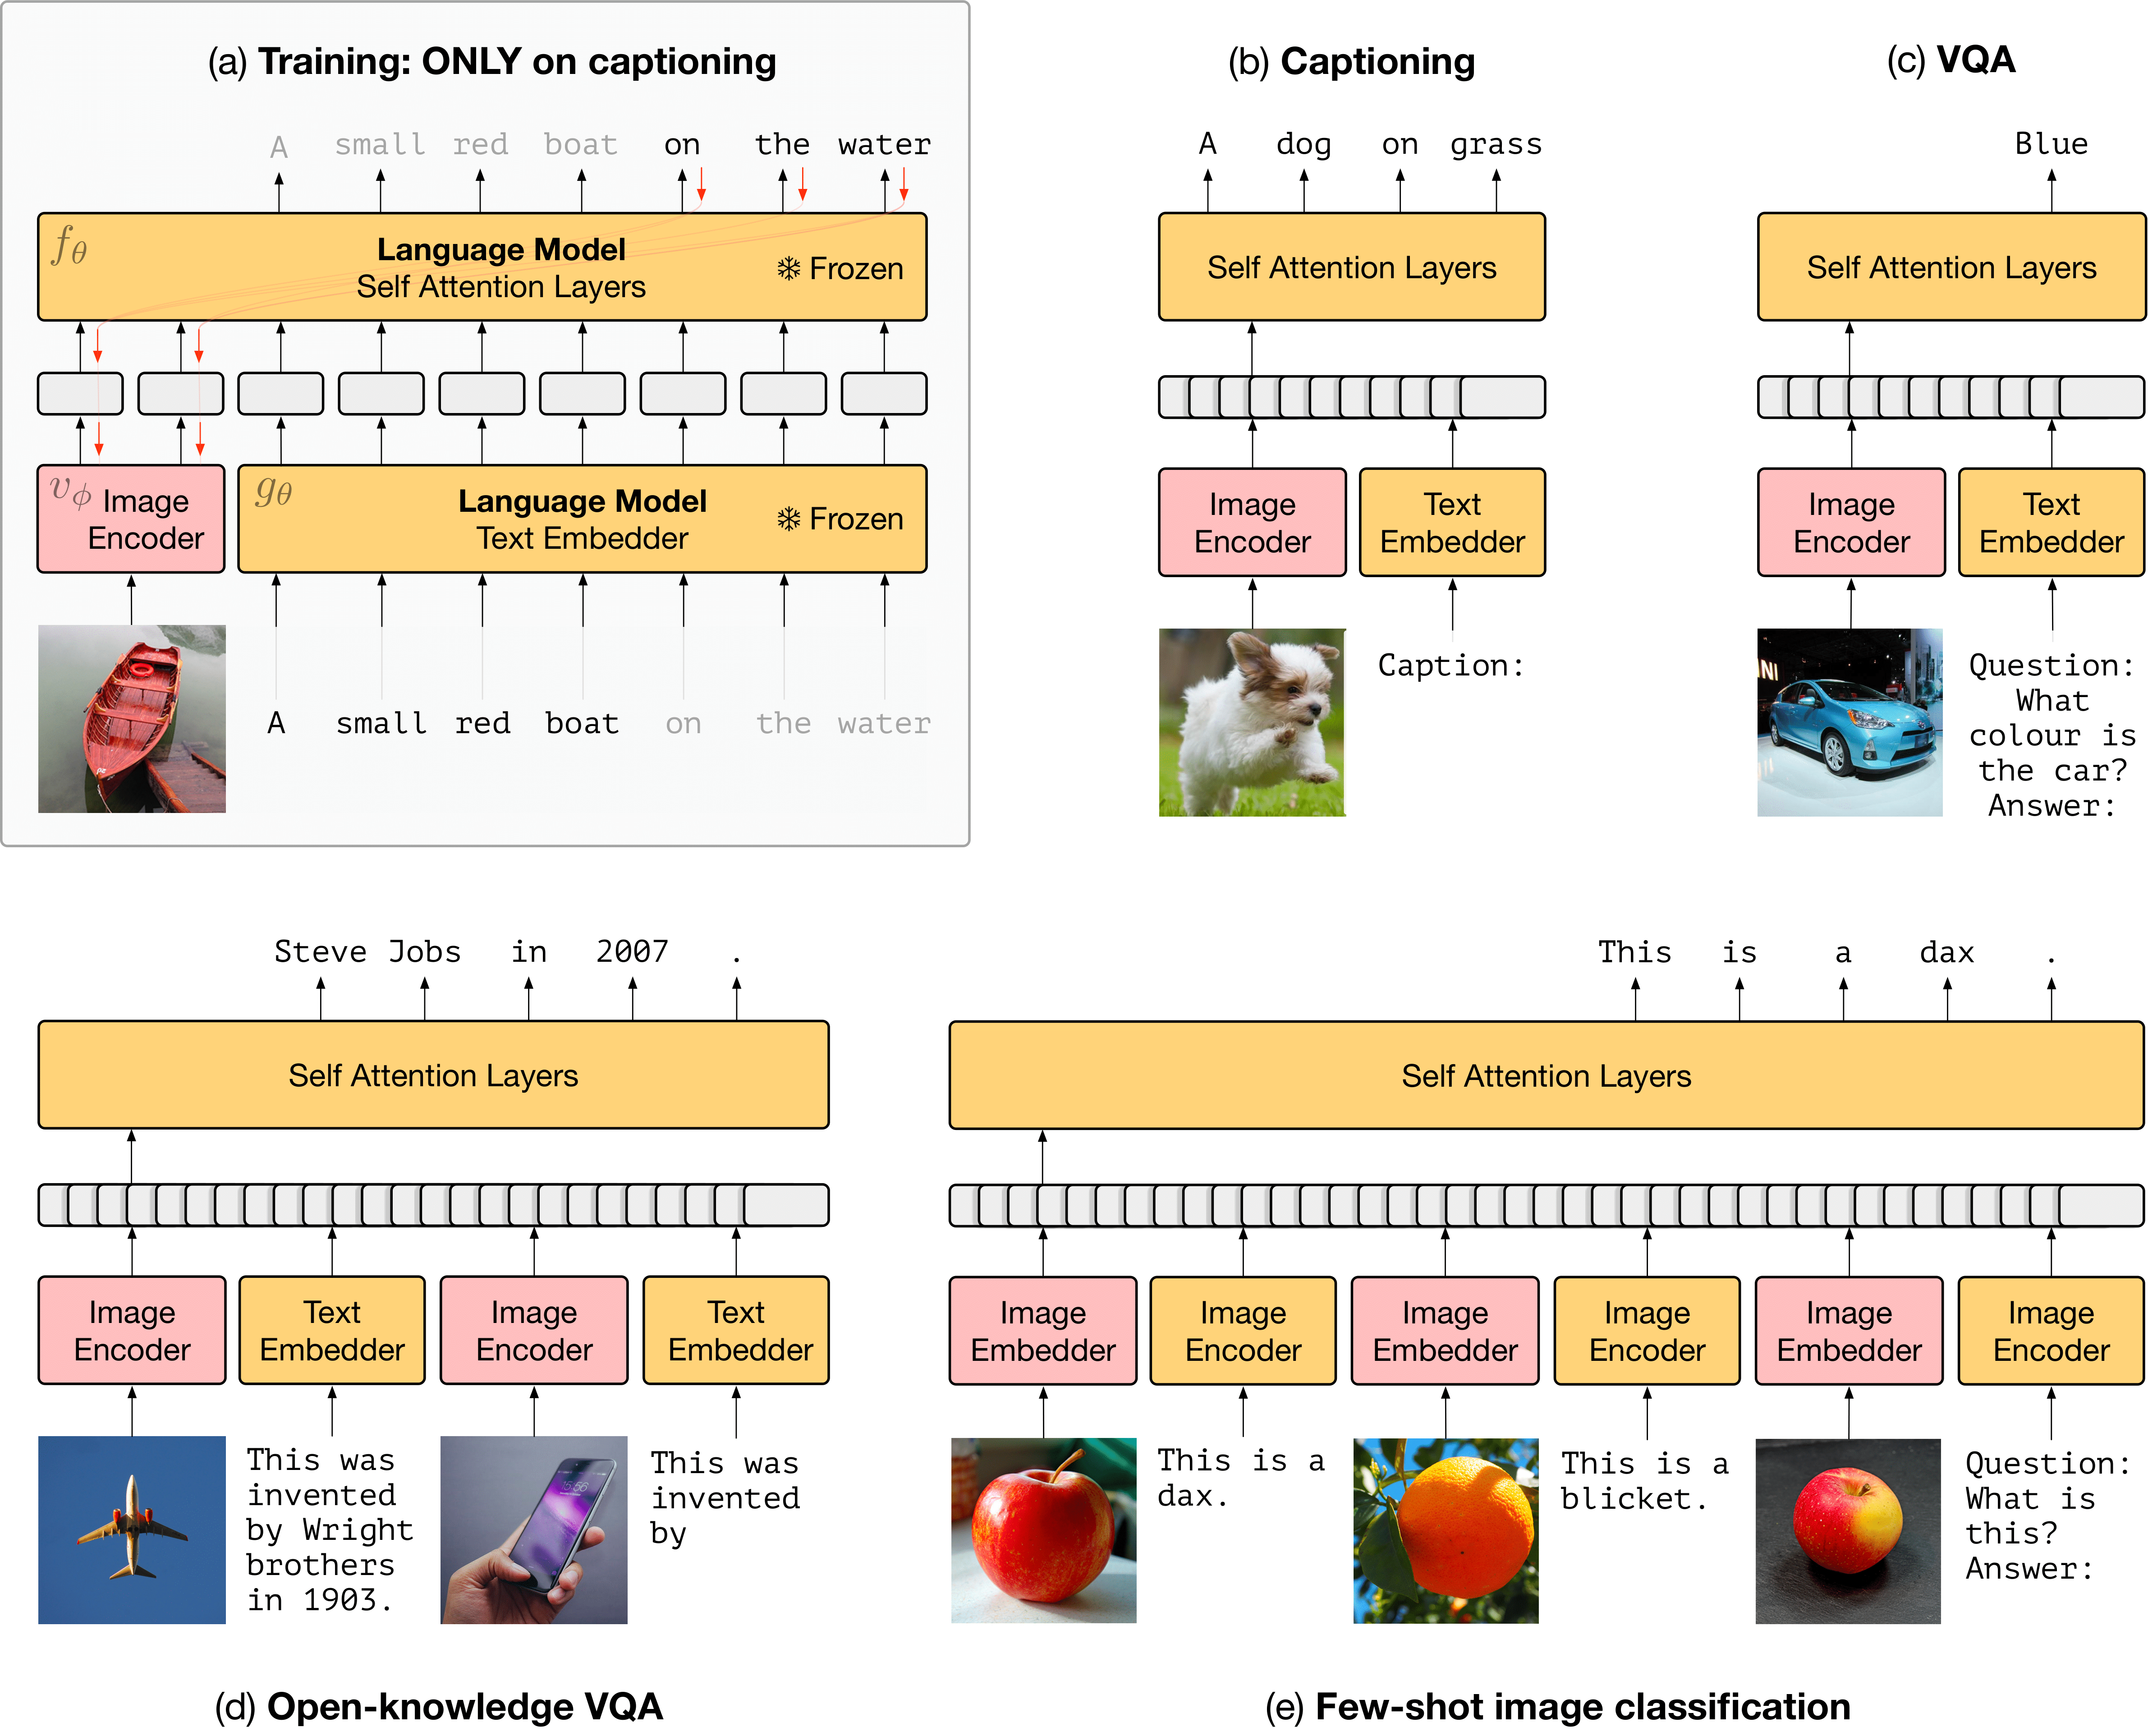 (a) Training: ONLY on captioning
A small red boat on the water
fθ
Language Model
Self Attention Layers
❄ Frozen
vϕ Image
Encoder
gθ
Language Model
Text Embedder
❄ Frozen
A small red boat on the water
(b) Captioning
A dog on grass
Self Attention Layers
Image
Encoder
Text
Embedder
Caption:
(c) VQA
Blue
Self Attention Layers
Image
Encoder
Text
Embedder
NI
Question:
What
colour is
the car?
Answer:
Steve Jobs in 2007 .
Self Attention Layers
Image
Encoder
Text
Embedder
Image
Encoder
Text
Embedder
This was
invented
by Wright
brothers
in 1903.
This was
invented
by
(d) Open-knowledge VQA
This is a dax .
Self Attention Layers
Image
Embedder
Image
Encoder
Image
Embedder
Image
Encoder
Image
Embedder
Image
Encoder
This is a
dax.
This is a
blicket.
Question:
What is
this?
Answer:
(e) Few-shot image classification